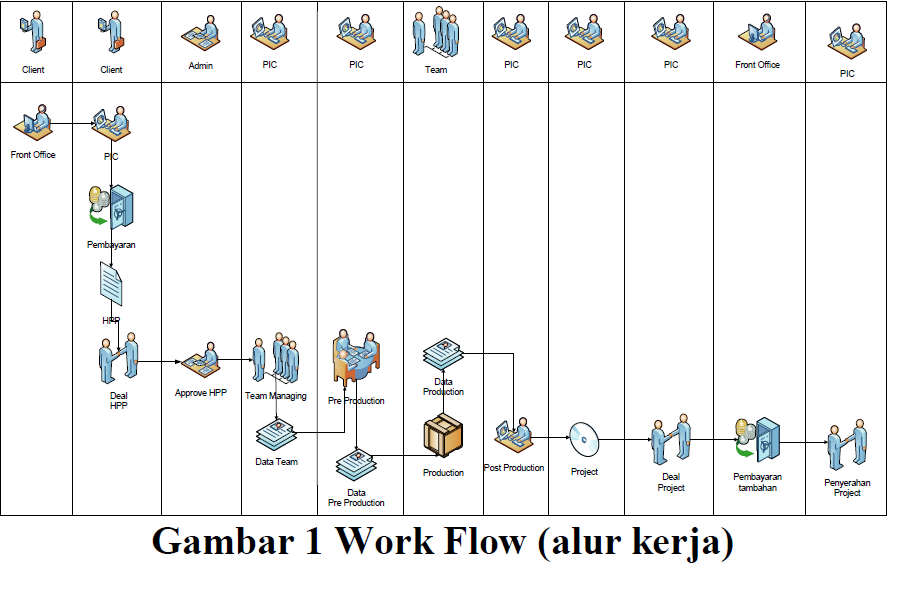 Client
Client
Admin
PIC
PIC
Team
PIC
PIC
PIC
Front Office
PIC
Front Office
PIC
Pembayaran
HPP
Deal
HPP
Approve HPP
Team Managing
Data Team
Pre Production
Data
Pre Production
Data
Production
Production
Post Production
Project
Deal
Project
Pembayaran
tambahan
Penyerahan
Project
Gambar 1 Work Flow (alur kerja)